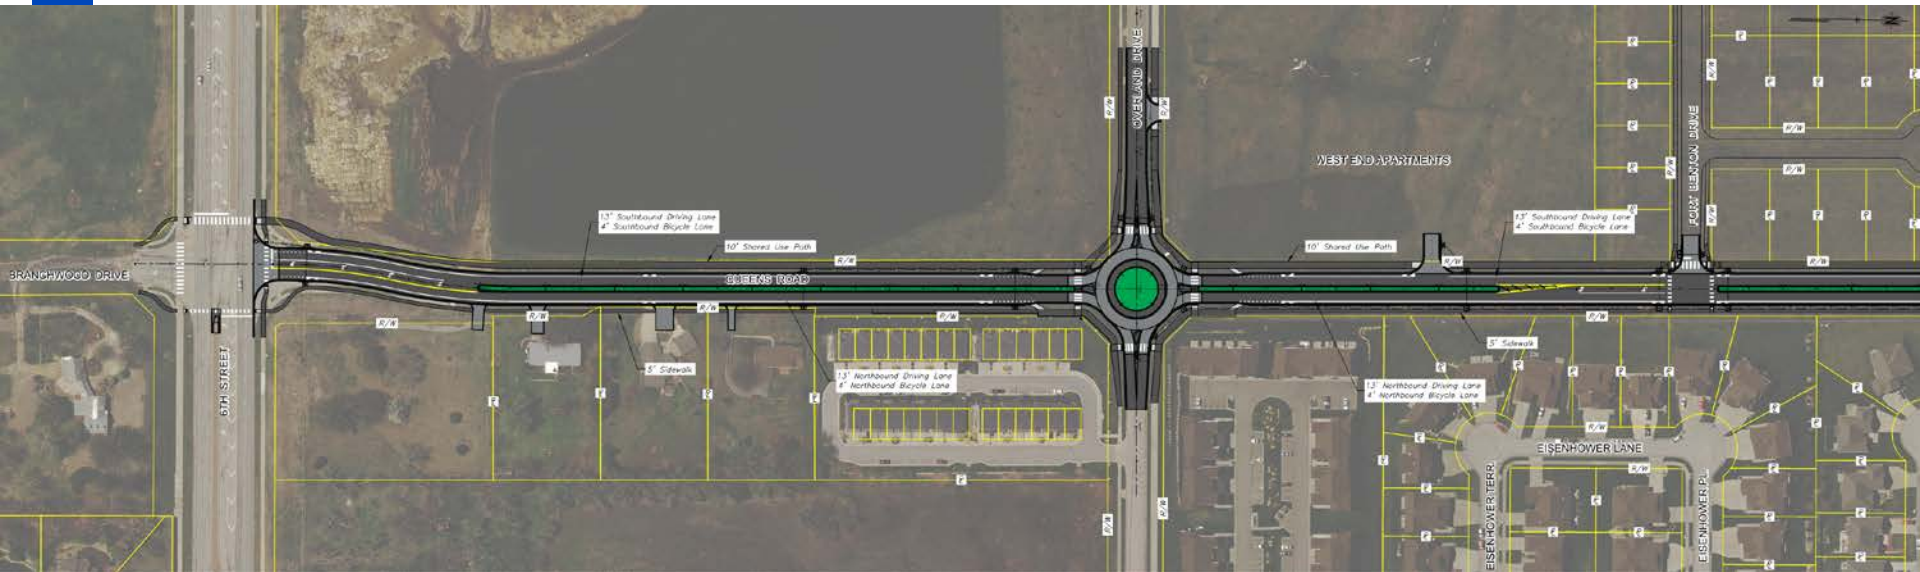 N
OVERLAND DRIVE
R/W
R/W
R/W
WEST END APARTMENTS
FORT BENTON DRIVE
R/W
R/W
R/W
R/W
R/W
13' Southbound Driving Lane
4' Southbound Bicycle Lane
10' Shared Use Path
R/W
13' Southbound Driving Lane
4' Southbound Bicycle Lane
10' Shared Use Path
R/W
R/W
BRANCHWOOD DRIVE
QUEENS ROAD
6TH STREET
R/W
R/W
R/W
R/W
5' Sidewalk
13' Northbound Driving Lane
4' Northbound Bicycle Lane
5' Sidewalk
13' Northbound Driving Lane
4' Northbound Bicycle Lane
R/W
EISENHOWER LANE
R/W
EISENHOWER TERR.
EISENHOWER PL.
R/W
R/W